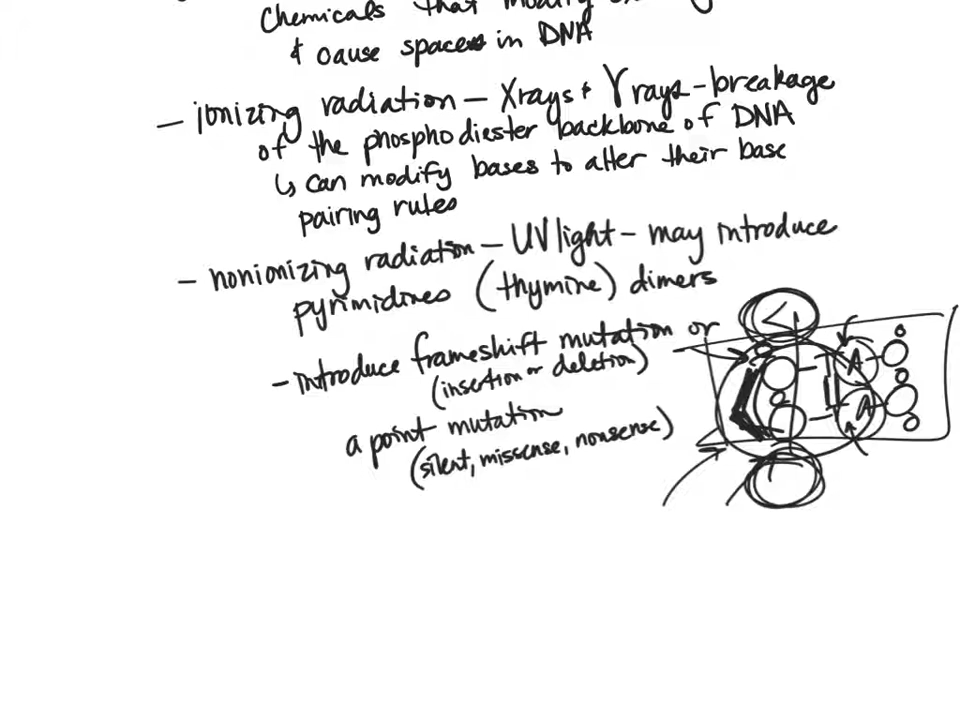 Chemicals that modify
& cause spaces in DNA
- ionizing radiation - Xrays & γ rays - breakage
of the phosphodiester backbone of DNA
↳ can modify bases to alter their base
pairing rules
- nonionizing radiation - UV light - may introduce
pyrimidines (thymine) dimers
- introduce frameshift mutation or
(insertion or deletion)
a point mutation
(silent, missense, nonsense)
A
A